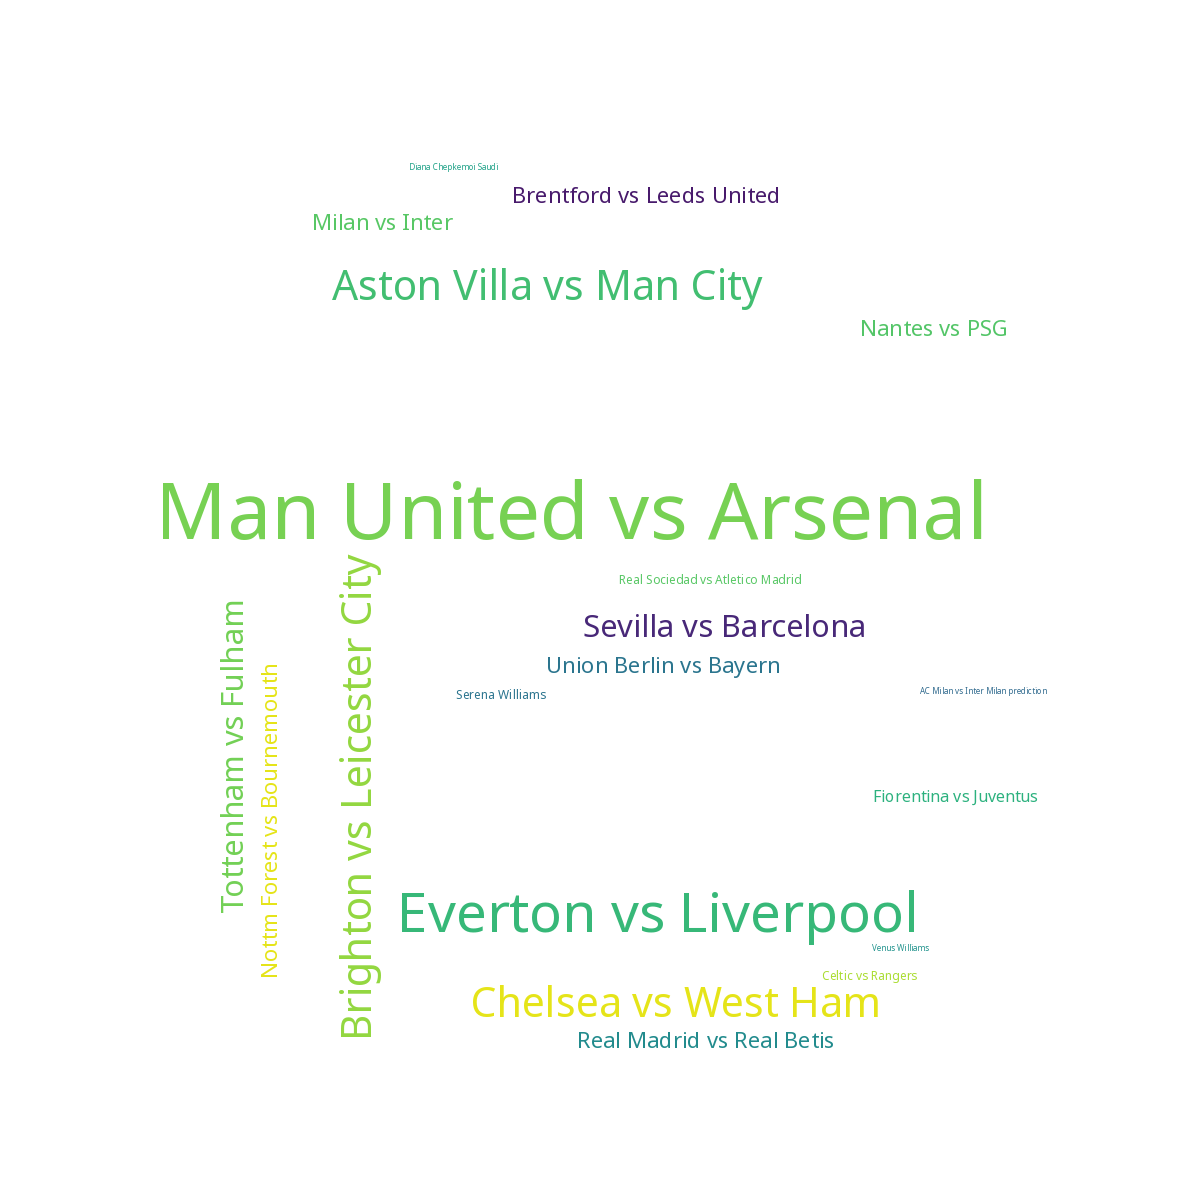 Diana Chepkemoi Saudi
Brentford vs Leeds United
Milan vs Inter
Aston Villa vs Man City
Nantes vs PSG
Man United vs Arsenal
Real Sociedad vs Atletico Madrid
Sevilla vs Barcelona
Union Berlin vs Bayern
Serena Williams
AC Milan vs Inter Milan prediction
Tottenham vs Fulham
Nottm Forest vs Bournemouth
Brighton vs Leicester City
Fiorentina vs Juventus
Everton vs Liverpool
Venus Williams
Celtic vs Rangers
Chelsea vs West Ham
Real Madrid vs Real Betis